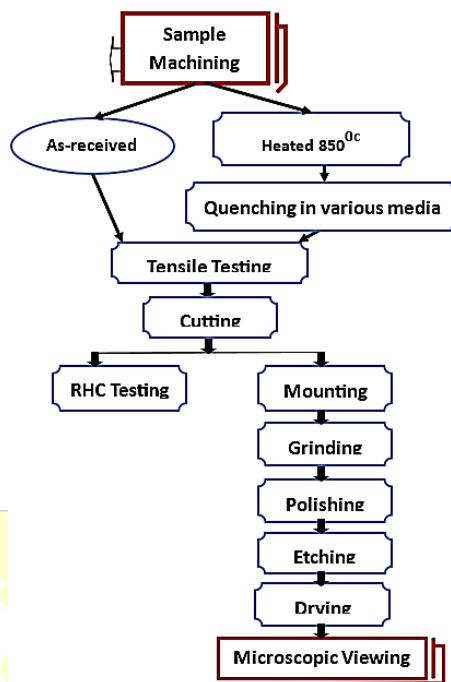 Sample
Machining
As-received
Heated 850⁰ᶜ
Quenching in various media
Tensile Testing
Cutting
RHC Testing
Mounting
Grinding
Polishing
Etching
Drying
Microscopic Viewing